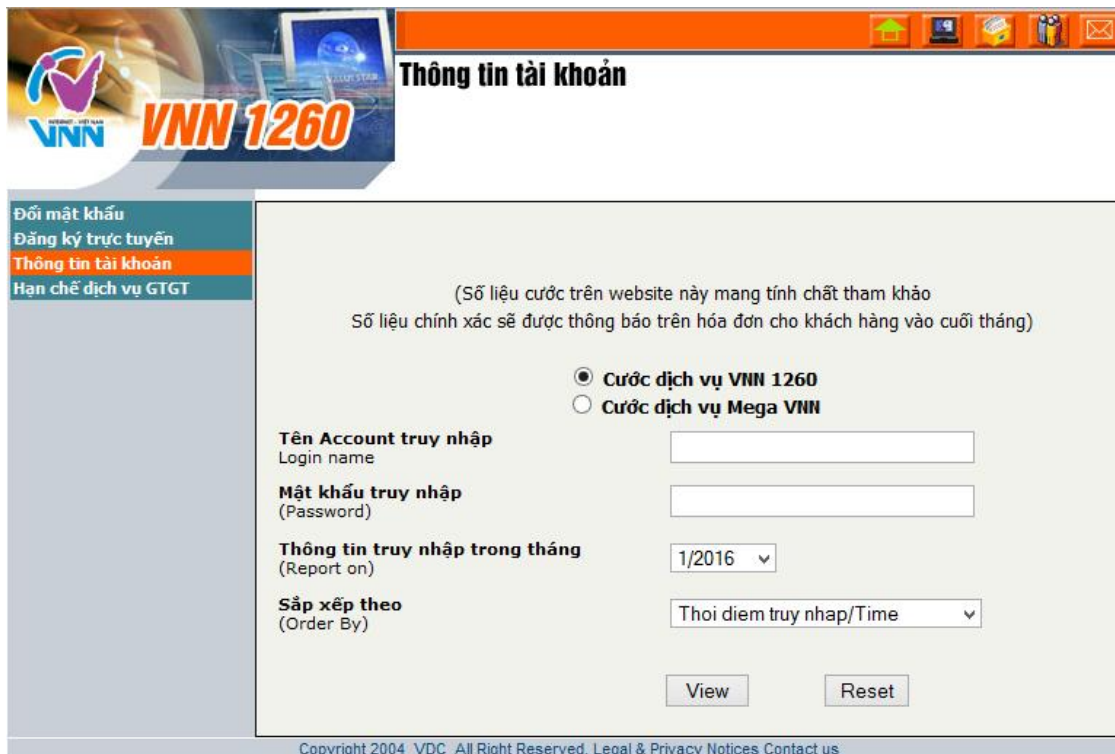 Thông tin tài khoản
INTERNET - VIỆT NAM
VNN
VNN 1260
Đổi mật khẩu
Đăng ký trực tuyến
Thông tin tài khoản
Hạn chế dịch vụ GTGT
(Số liệu cước trên website này mang tính chất tham khảo
Số liệu chính xác sẽ được thông báo trên hóa đơn cho khách hàng vào cuối tháng)
Cước dịch vụ VNN 1260
Cước dịch vụ Mega VNN
Tên Account truy nhập
Login name
Mật khẩu truy nhập
(Password)
Thông tin truy nhập trong tháng
(Report on)
1/2016
Sắp xếp theo
(Order By)
Thoi diem truy nhap/Time
View
Reset
Copyright 2004 VDC All Right Reserved. Legal & Privacy Notices Contact us